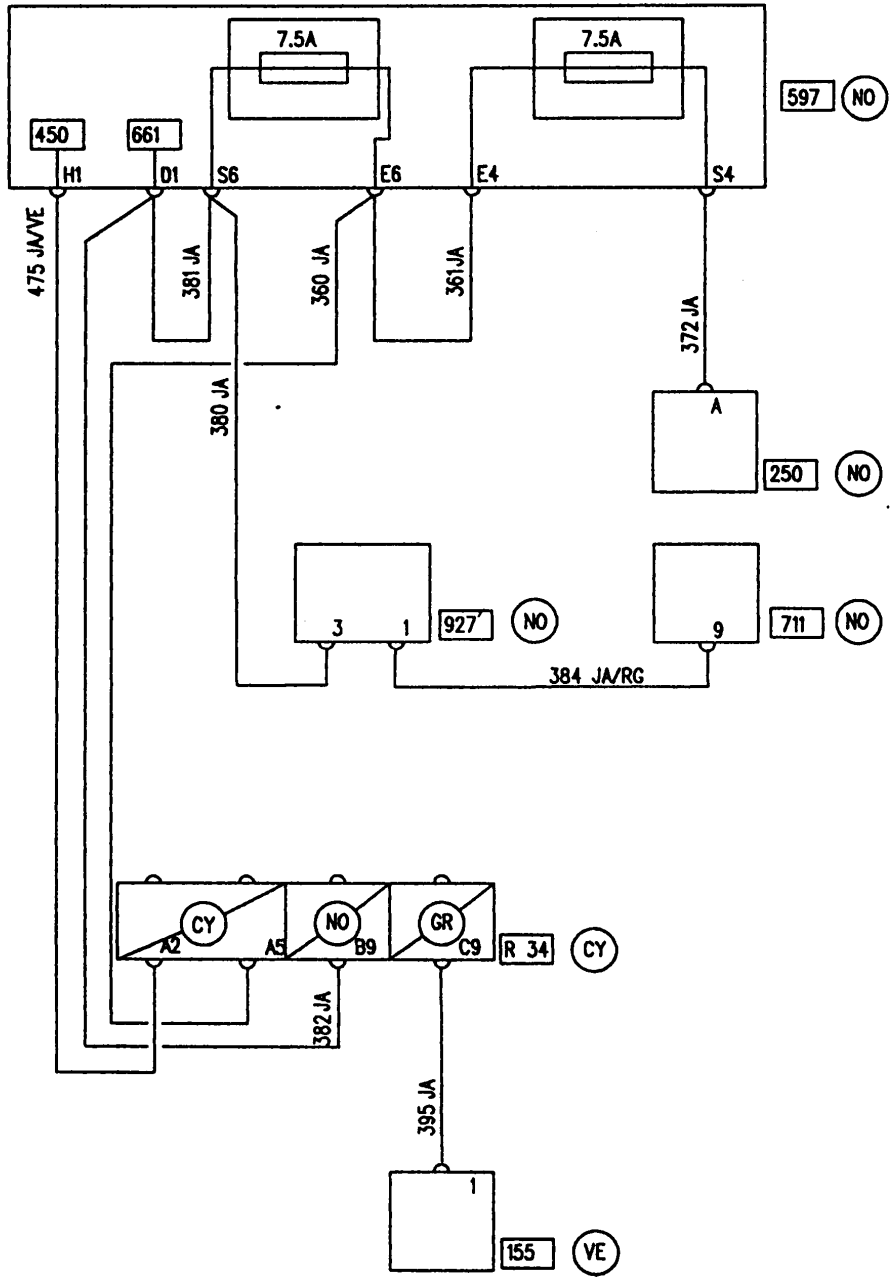 7.5A
7.5A
597 NO
450
661
H1
D1
S6
E6
E4
S4
475 JA/VE
381 JA
360 JA
361JA
372 JA
380 JA
A
250 NO
3
1
927
NO
9
711 NO
384 JA/RG
CY
NO
GR
A2
A5
B9
C9
R 34 CY
382 JA
395 JA
1
155 VE